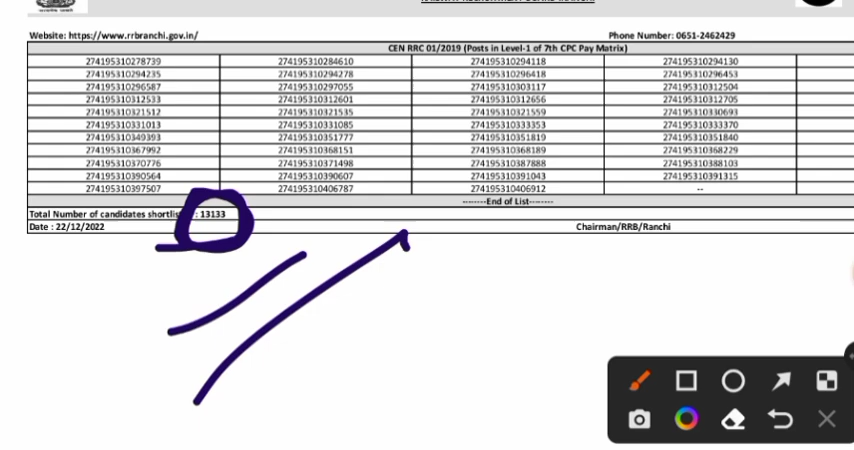 Website: https://www.rrbranchi.gov.in/ Phone Number: 0651-2462429
CEN RRC 01/2019 (Posts in Level-1 of 7th CPC Pay Matrix)
274195310278739 274195310284610 274195310294118 274195310294130
274195310294235 274195310294278 274195310296418 274195310296453
274195310296587 274195310297055 274195310303117 274195310312504
274195310312533 274195310312601 274195310312656 274195310312705
274195310321512 274195310321535 274195310321559 274195310330693
274195310331013 274195310331085 274195310333353 274195310333370
274195310349393 274195310351777 274195310351819 274195310351840
274195310367992 274195310368151 274195310368189 274195310368229
274195310370776 274195310371498 274195310387888 274195310388103
274195310390564 274195310390607 274195310391043 274195310391315
274195310397507 274195310406787 274195310406912 --
--------End of List--------
Total Number of candidates : 13133
Date : 22/12/2022 Chairman/RRB/Ranchi